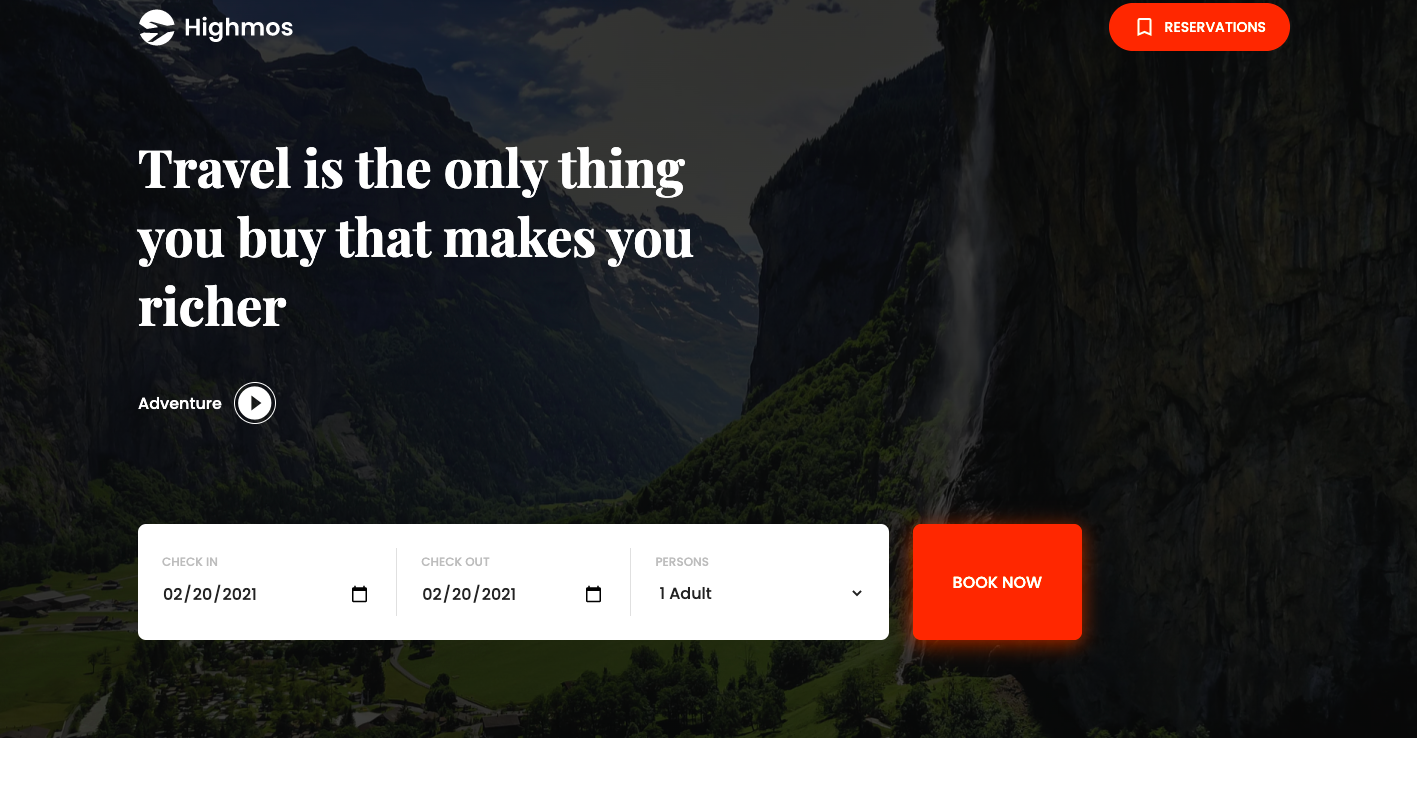 Highmos
RESERVATIONS
Travel is the only thing
you buy that makes you
richer
Adventure
CHECK IN
02/20/2021
CHECK OUT
02/20/2021
PERSONS
1 Adult
BOOK NOW